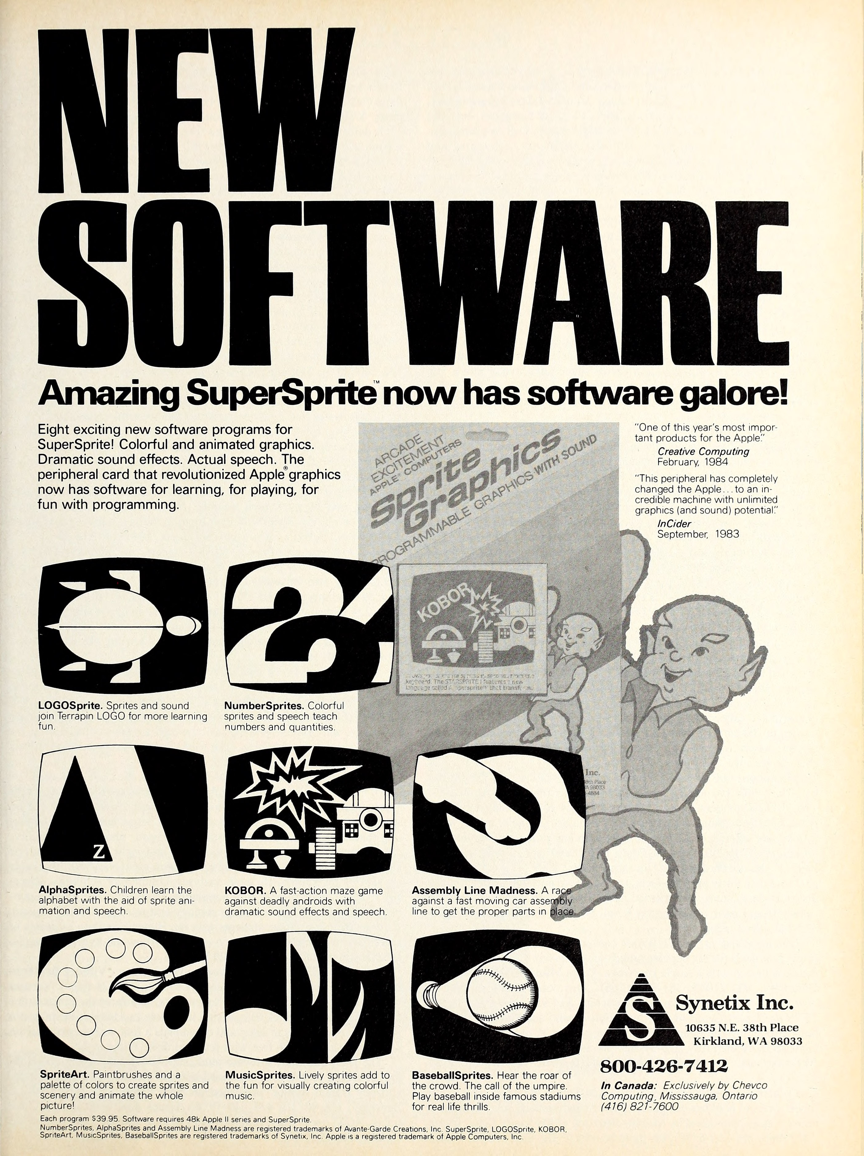 NEW
SOFTWARE
Amazing SuperSprite™ now has software galore!
Eight exciting new software programs for
SuperSprite! Colorful and animated graphics.
Dramatic sound effects. Actual speech. The
peripheral card that revolutionized Apple® graphics
now has software for learning, for playing, for
fun with programming.
ARCADE
EXCITEMENT
APPLE® COMPUTERS
Sprite
Graphics
PROGRAMMABLE GRAPHICS WITH SOUND
KOBOR
"One of this year's most impor-
tant products for the Apple."
Creative Computing
February, 1984
"This peripheral has completely
changed the Apple...to an in-
credible machine with unlimited
graphics (and sound) potential."
InCider
September, 1983
2
LOGOSprite. Sprites and sound
join Terrapin LOGO for more learning
fun.
NumberSprites. Colorful
sprites and speech teach
numbers and quantities.
Inc.
A
Z
AlphaSprites. Children learn the
alphabet with the aid of sprite ani-
mation and speech.
KOBOR. A fast-action maze game
against deadly androids with
dramatic sound effects and speech.
Assembly Line Madness. A race
against a fast moving car assembly
line to get the proper parts in place.
SpriteArt. Paintbrushes and a
palette of colors to create sprites and
scenery and animate the whole
picture!
MusicSprites. Lively sprites add to
the fun for visually creating colorful
music.
BaseballSprites. Hear the roar of
the crowd. The call of the umpire.
Play baseball inside famous stadiums
for real life thrills.
S
Synetix Inc.
10635 N.E. 38th Place
Kirkland, WA 98033
800-426-7412
In Canada: Exclusively by Chevco
Computing, Mississauga, Ontario
(416) 821-7600
Each program $39.95. Software requires 48k Apple II series and SuperSprite
NumberSprites, AlphaSprites and Assembly Line Madness are registered trademarks of Avante-Garde Creations, Inc. SuperSprite, LOGOSprite, KOBOR,
SpriteArt, MusicSprites, BaseballSprites are registered trademarks of Synetix, Inc. Apple is a registered trademark of Apple Computers, Inc.